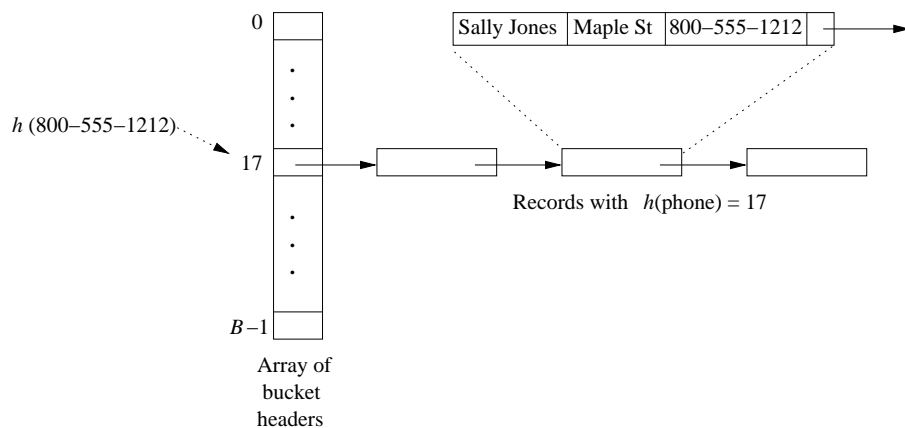 0
Sally Jones Maple St 800–555–1212
h (800–555–1212)
17
Records with h(phone) = 17
B–1
Array of
bucket
headers